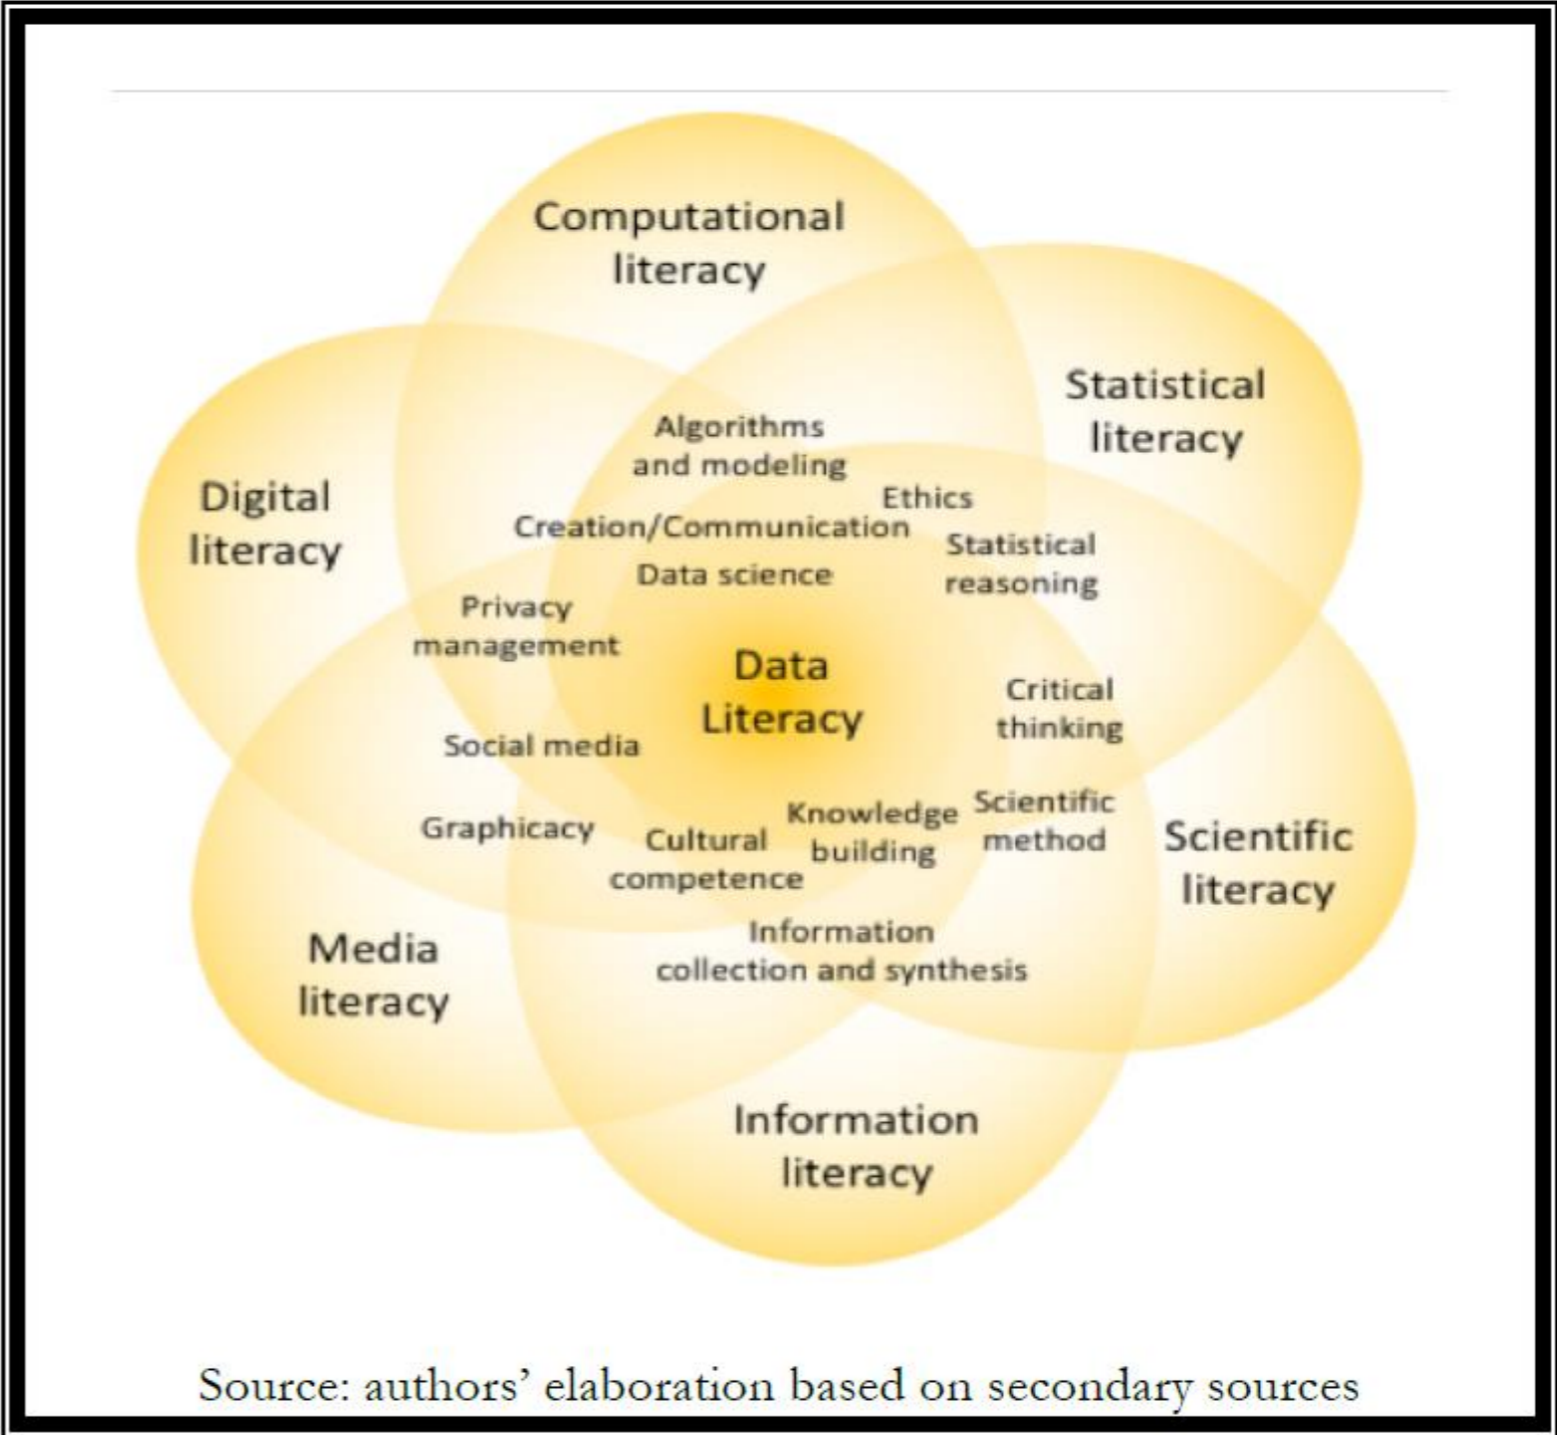 Computational
literacy
Statistical
literacy
Digital
literacy
Algorithms
and modeling
Ethics
Creation/Communication
Statistical
reasoning
Data science
Privacy
management
Data
Literacy
Critical
thinking
Social media
Graphicacy
Cultural
competence
Knowledge
building
Scientific
method
Scientific
literacy
Information
collection and synthesis
Media
literacy
Information
literacy
Source: authors’ elaboration based on secondary sources